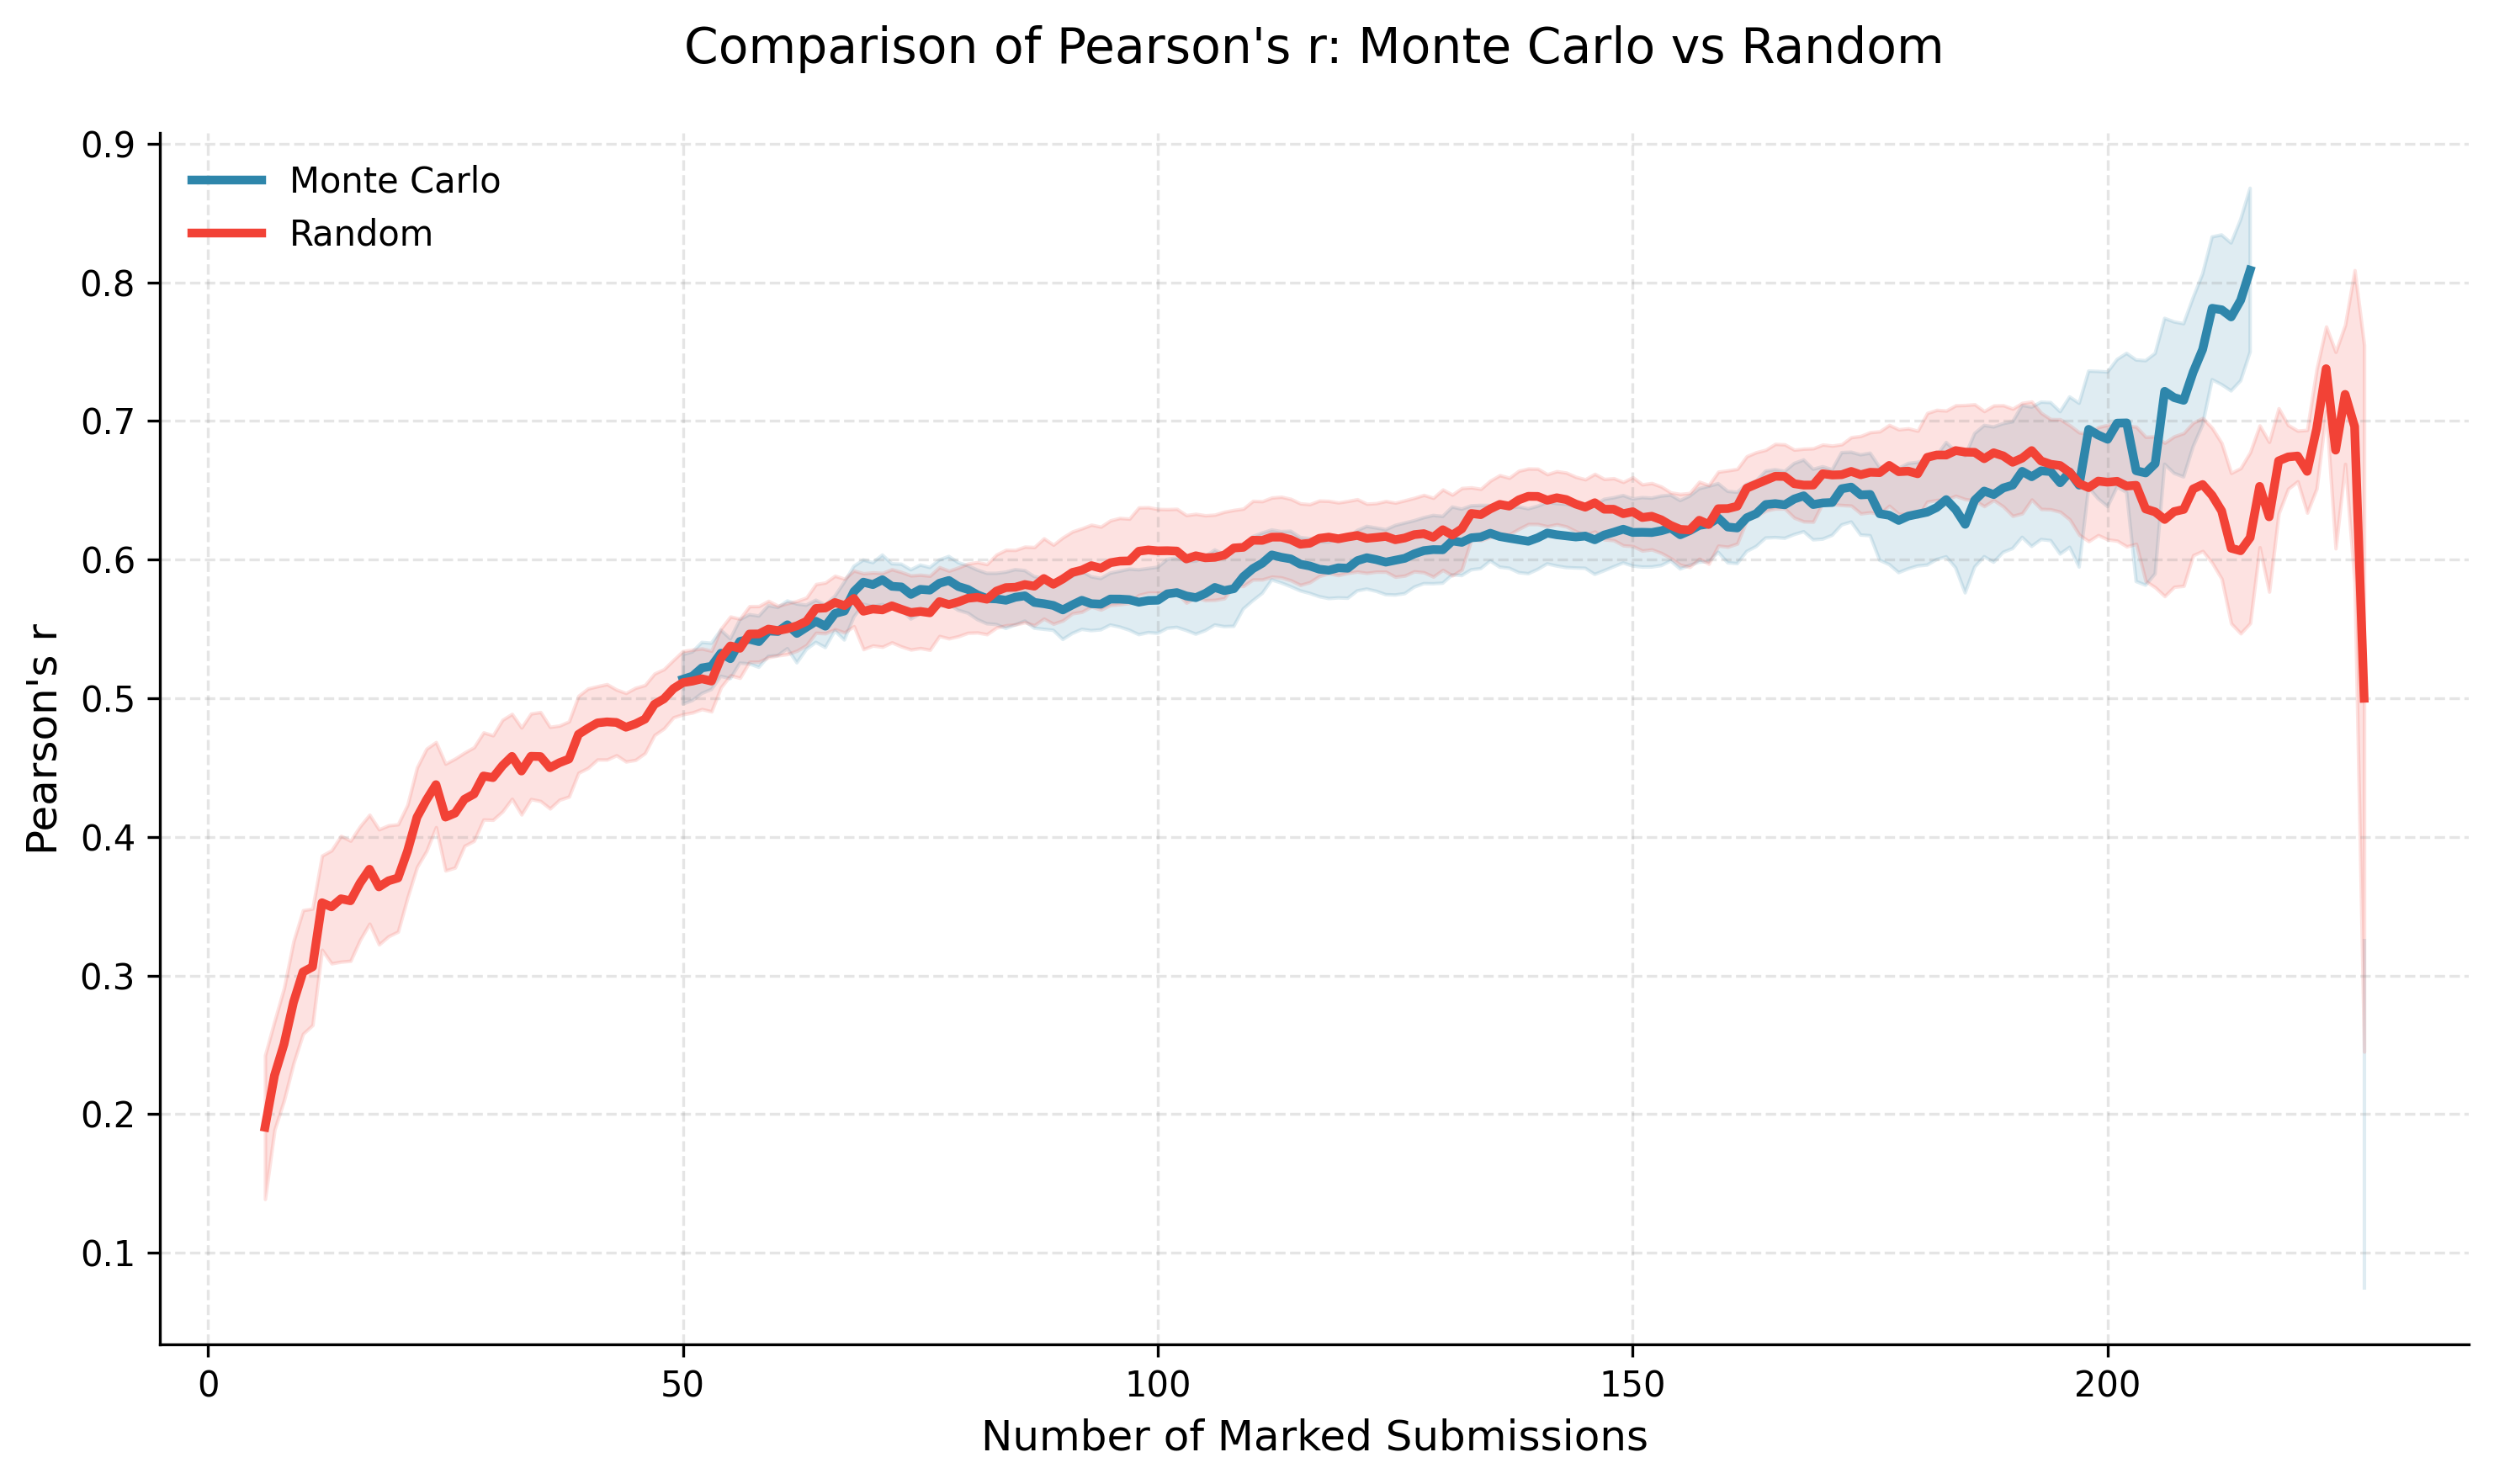 Comparison of Pearson's r: Monte Carlo vs Random
Monte Carlo
Random
Pearson's r
0.9
0.8
0.7
0.6
0.5
0.4
0.3
0.2
0.1
0 50 100 150 200
Number of Marked Submissions